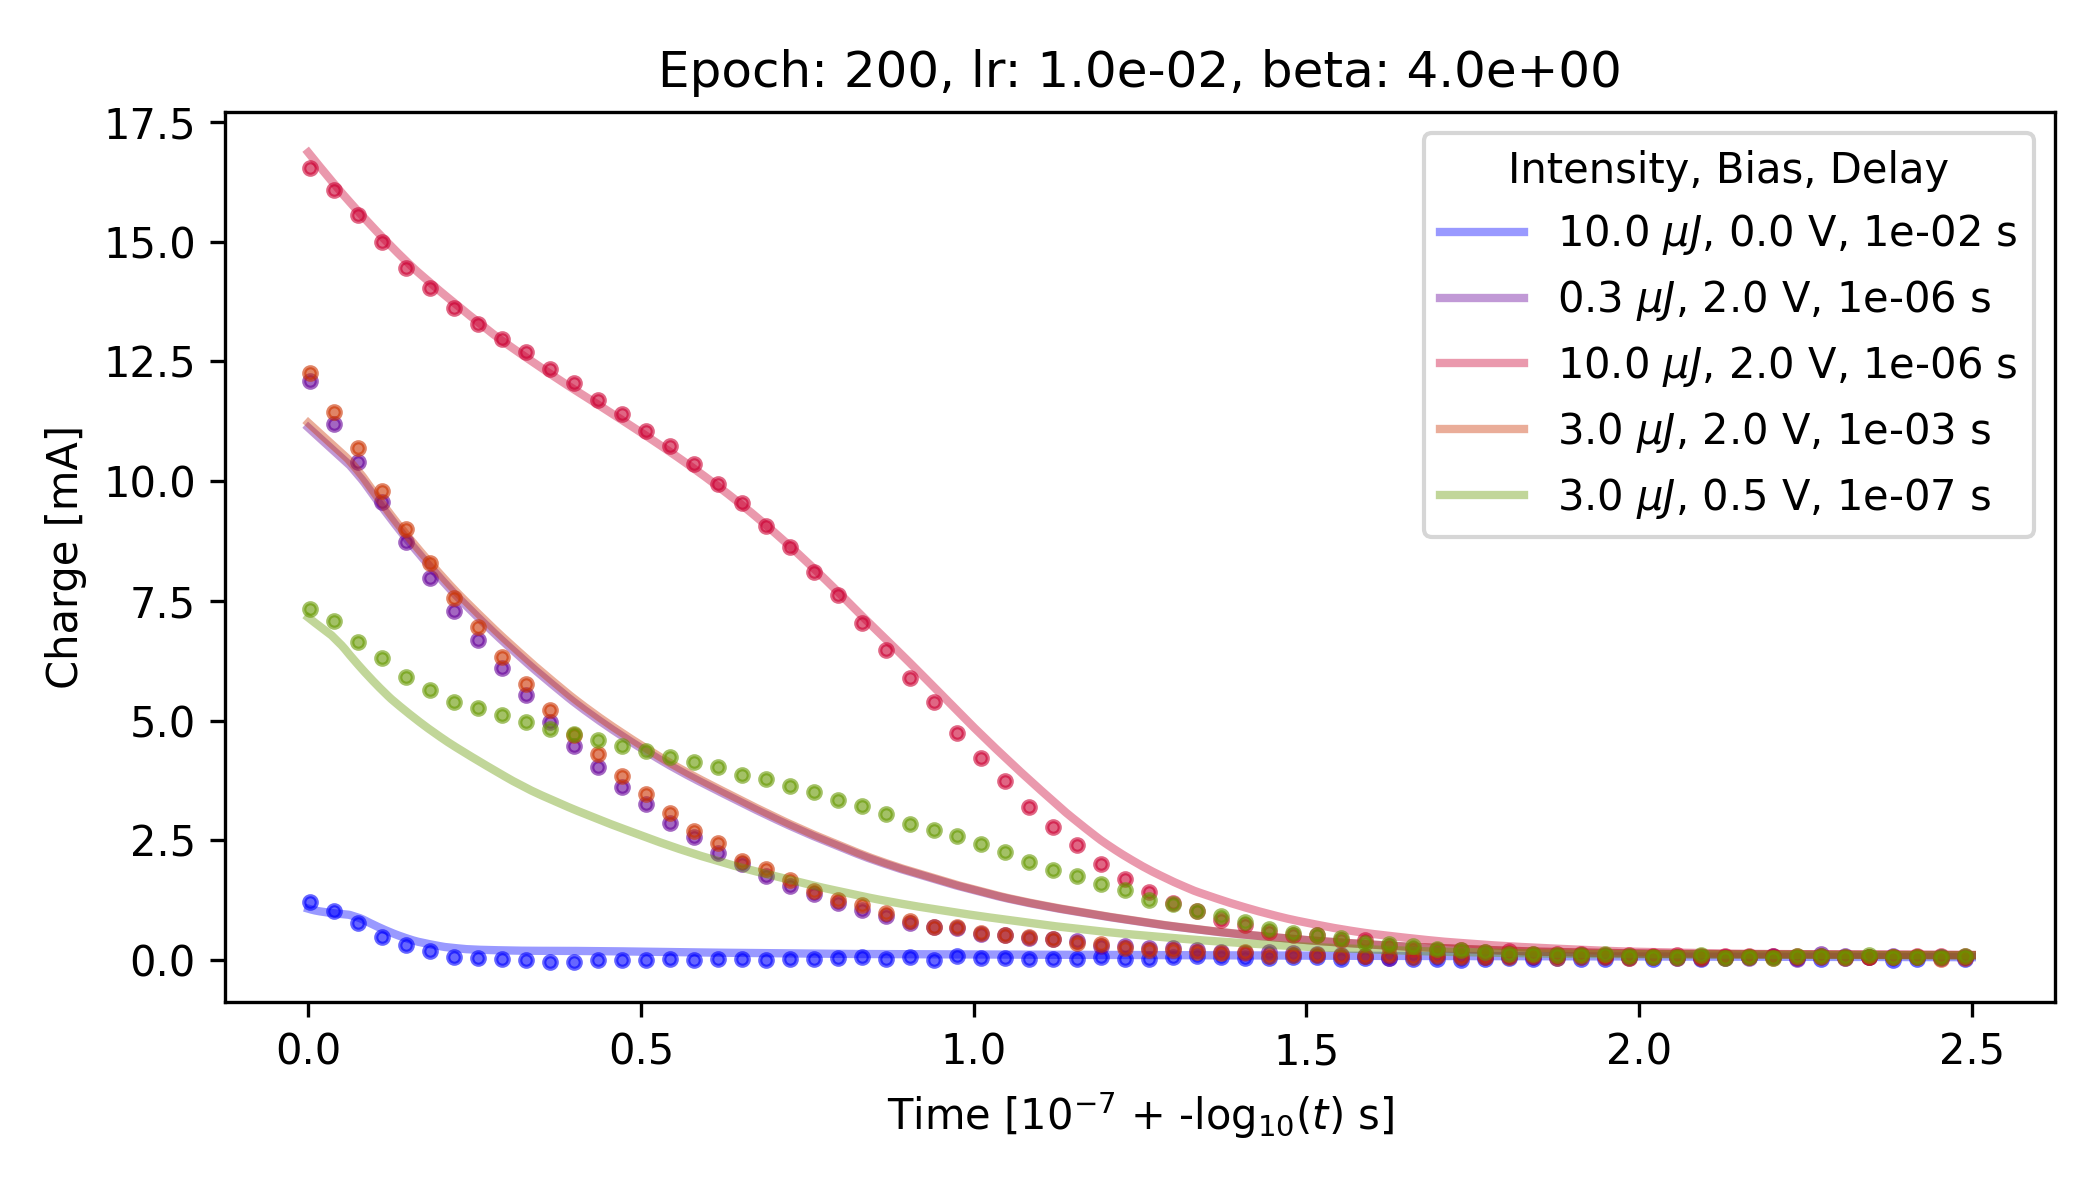 Epoch: 200, lr: 1.0e-02, beta: 4.0e+00
17.5
15.0
12.5
10.0
7.5
5.0
2.5
0.0
Charge [mA]
Intensity, Bias, Delay
10.0 μJ, 0.0 V, 1e-02 s
0.3 μJ, 2.0 V, 1e-06 s
10.0 μJ, 2.0 V, 1e-06 s
3.0 μJ, 2.0 V, 1e-03 s
3.0 μJ, 0.5 V, 1e-07 s
0.0 0.5 1.0 1.5 2.0 2.5
Time [10⁻⁷ + -log₁₀(t) s]